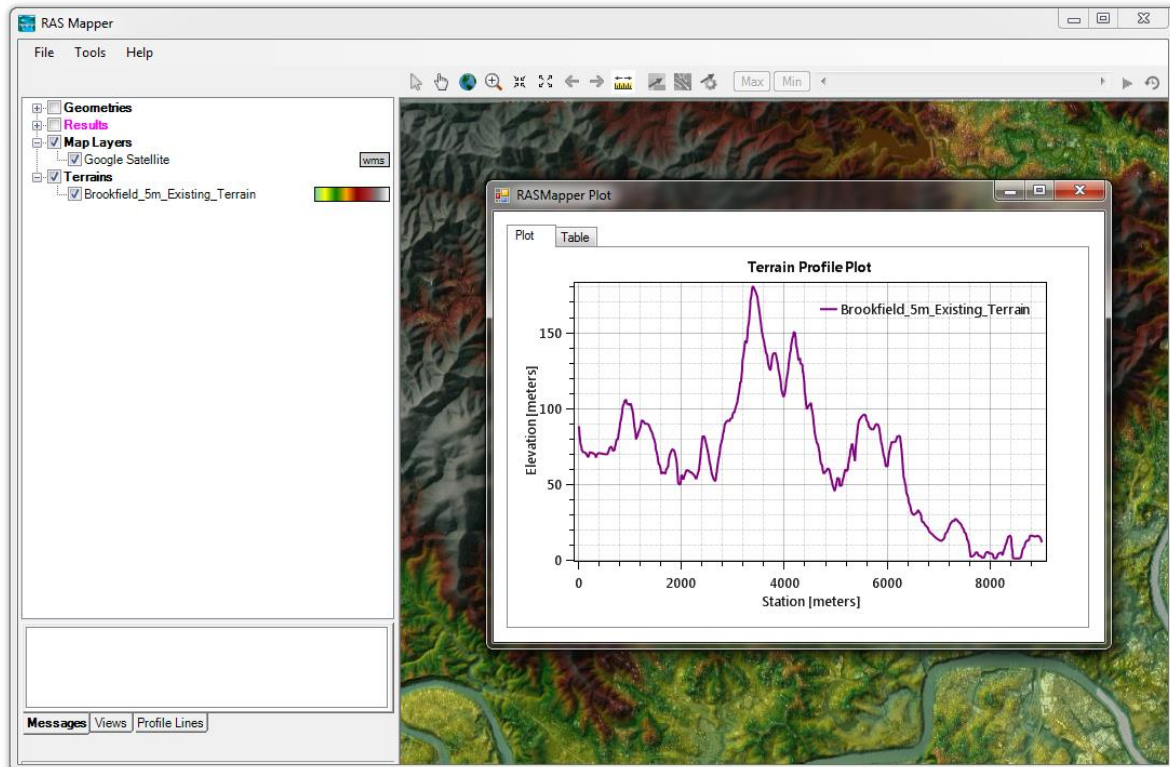 RAS Mapper
File Tools Help
Max Min
Geometries
Results
Map Layers
Google Satellite wms
Terrains
Brookfield_5m_Existing_Terrain
RASMapper Plot
Plot Table
Terrain Profile Plot
Brookfield_5m_Existing_Terrain
Elevation [meters]
150
100
50
0
0 2000 4000 6000 8000
Station [meters]
Messages Views Profile Lines